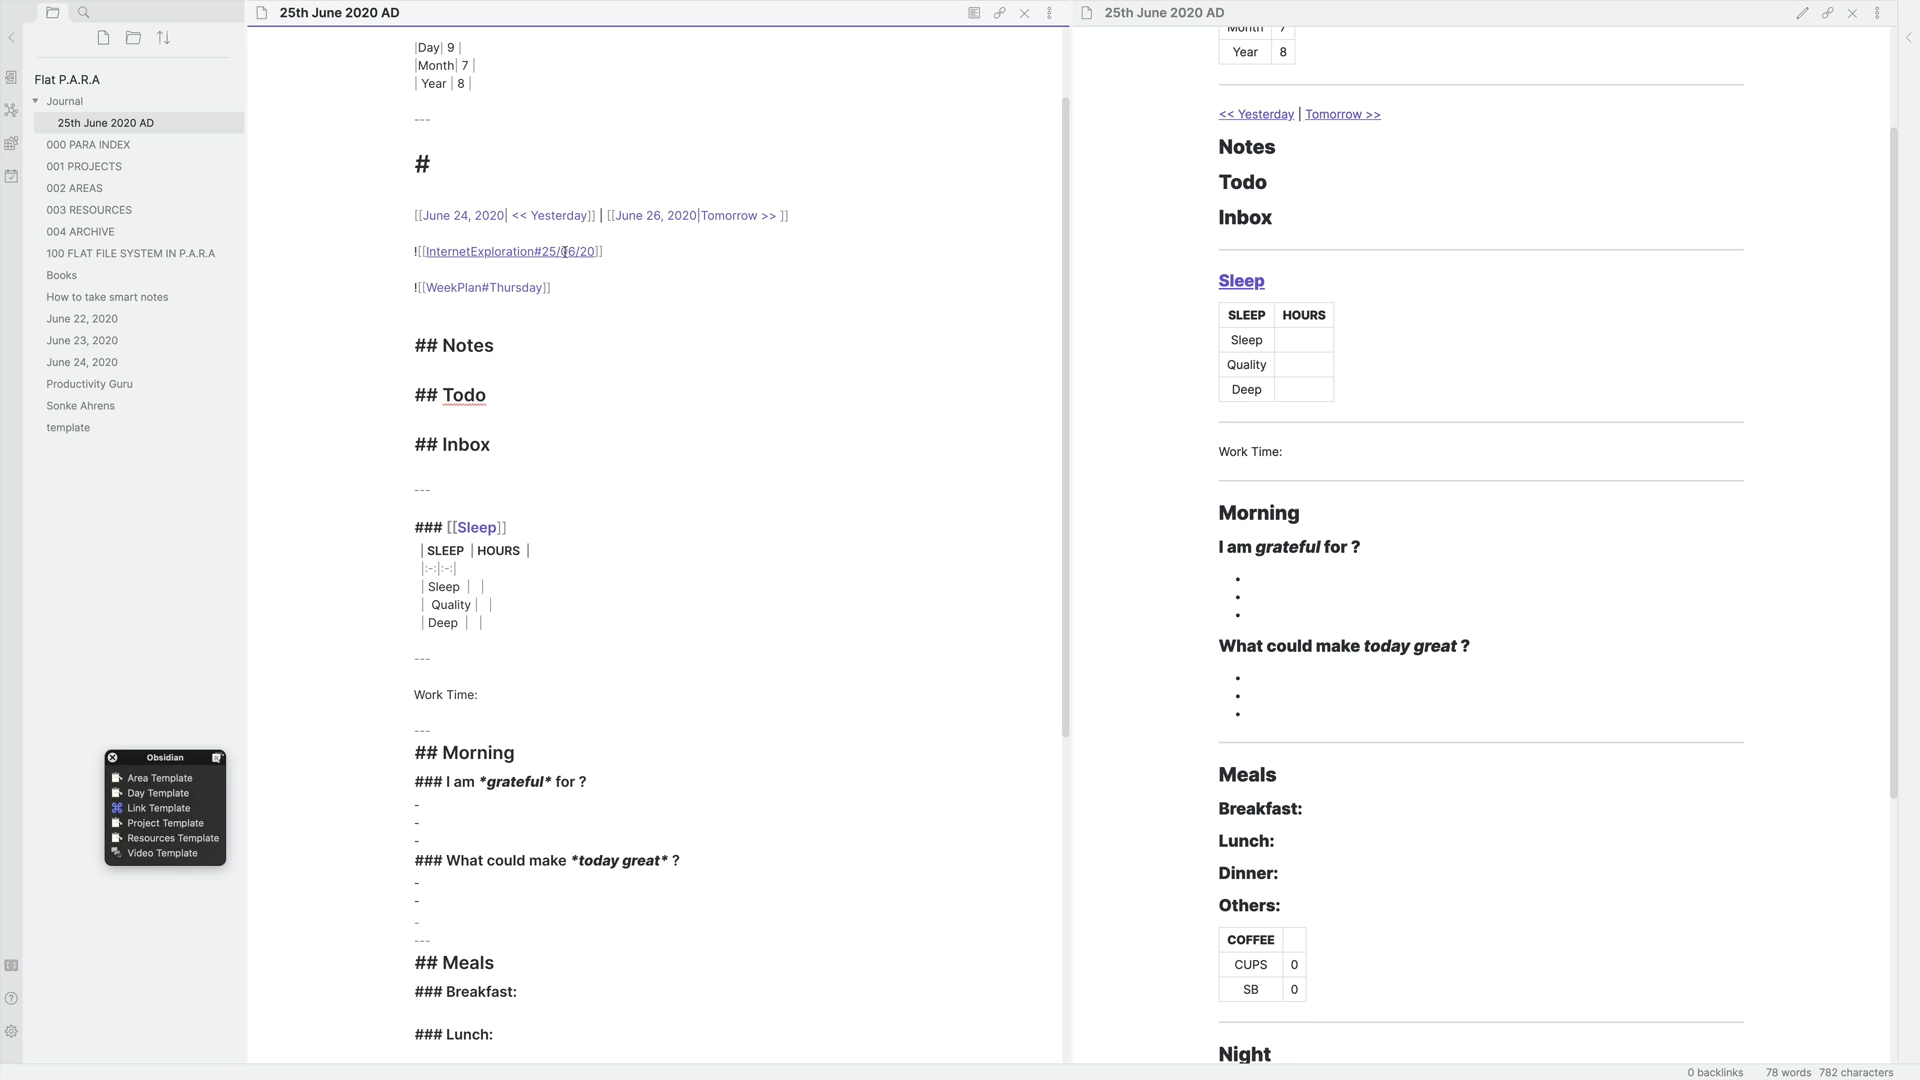 25th June 2020 AD
25th June 2020 AD
Flat P.A.R.A
Journal
25th June 2020 AD
000 PARA INDEX
001 PROJECTS
002 AREAS
003 RESOURCES
004 ARCHIVE
100 FLAT FILE SYSTEM IN P.A.R.A
Books
How to take smart notes
June 22, 2020
June 23, 2020
June 24, 2020
Productivity Guru
Sonke Ahrens
template
Obsidian
Area Template
Day Template
Link Template
Project Template
Resources Template
Video Template
|Day| 9 |
|Month| 7 |
| Year | 8 |
---
#
[[June 24, 2020| << Yesterday]] | [[June 26, 2020|Tomorrow >> ]]
![[InternetExploration#25/06/20]]
![[WeekPlan#Thursday]]
## Notes
## Todo
## Inbox
---
### [[Sleep]]
| SLEEP | HOURS |
|:-:|:-:|
| Sleep | |
| Quality | |
| Deep | |
---
Work Time:
---
## Morning
### I am *grateful* for ?
-
-
-
### What could make *today great* ?
-
-
-
---
## Meals
### Breakfast:
### Lunch:
Month 7
Year 8
<< Yesterday | Tomorrow >>
Notes
Todo
Inbox
Sleep
SLEEP HOURS
Sleep
Quality
Deep
Work Time:
Morning
I am grateful for ?
•
•
•
What could make today great ?
•
•
•
Meals
Breakfast:
Lunch:
Dinner:
Others:
COFFEE
CUPS 0
SB 0
Night
0 backlinks 78 words 782 characters